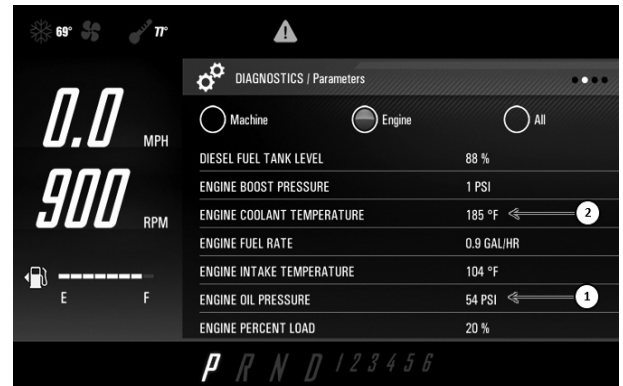 69° 77°
DIAGNOSTICS / Parameters
0.0 MPH
Machine Engine All
DIESEL FUEL TANK LEVEL 88 %
ENGINE BOOST PRESSURE 1 PSI
900 RPM
ENGINE COOLANT TEMPERATURE 185 °F 2
ENGINE FUEL RATE 0.9 GAL/HR
ENGINE INTAKE TEMPERATURE 104 °F
E F
ENGINE OIL PRESSURE 54 PSI 1
ENGINE PERCENT LOAD 20 %
P R N D 1 2 3 4 5 6